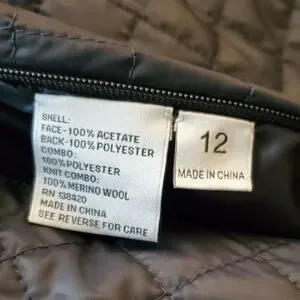 SHELL:
FACE-100% ACETATE
BACK-100% POLYESTER
COMBO:
100% POLYESTER
KNIT COMBO:
100% MERINO WOOL
RN 138420
MADE IN CHINA
SEE REVERSE FOR CARE
12
MADE IN CHINA